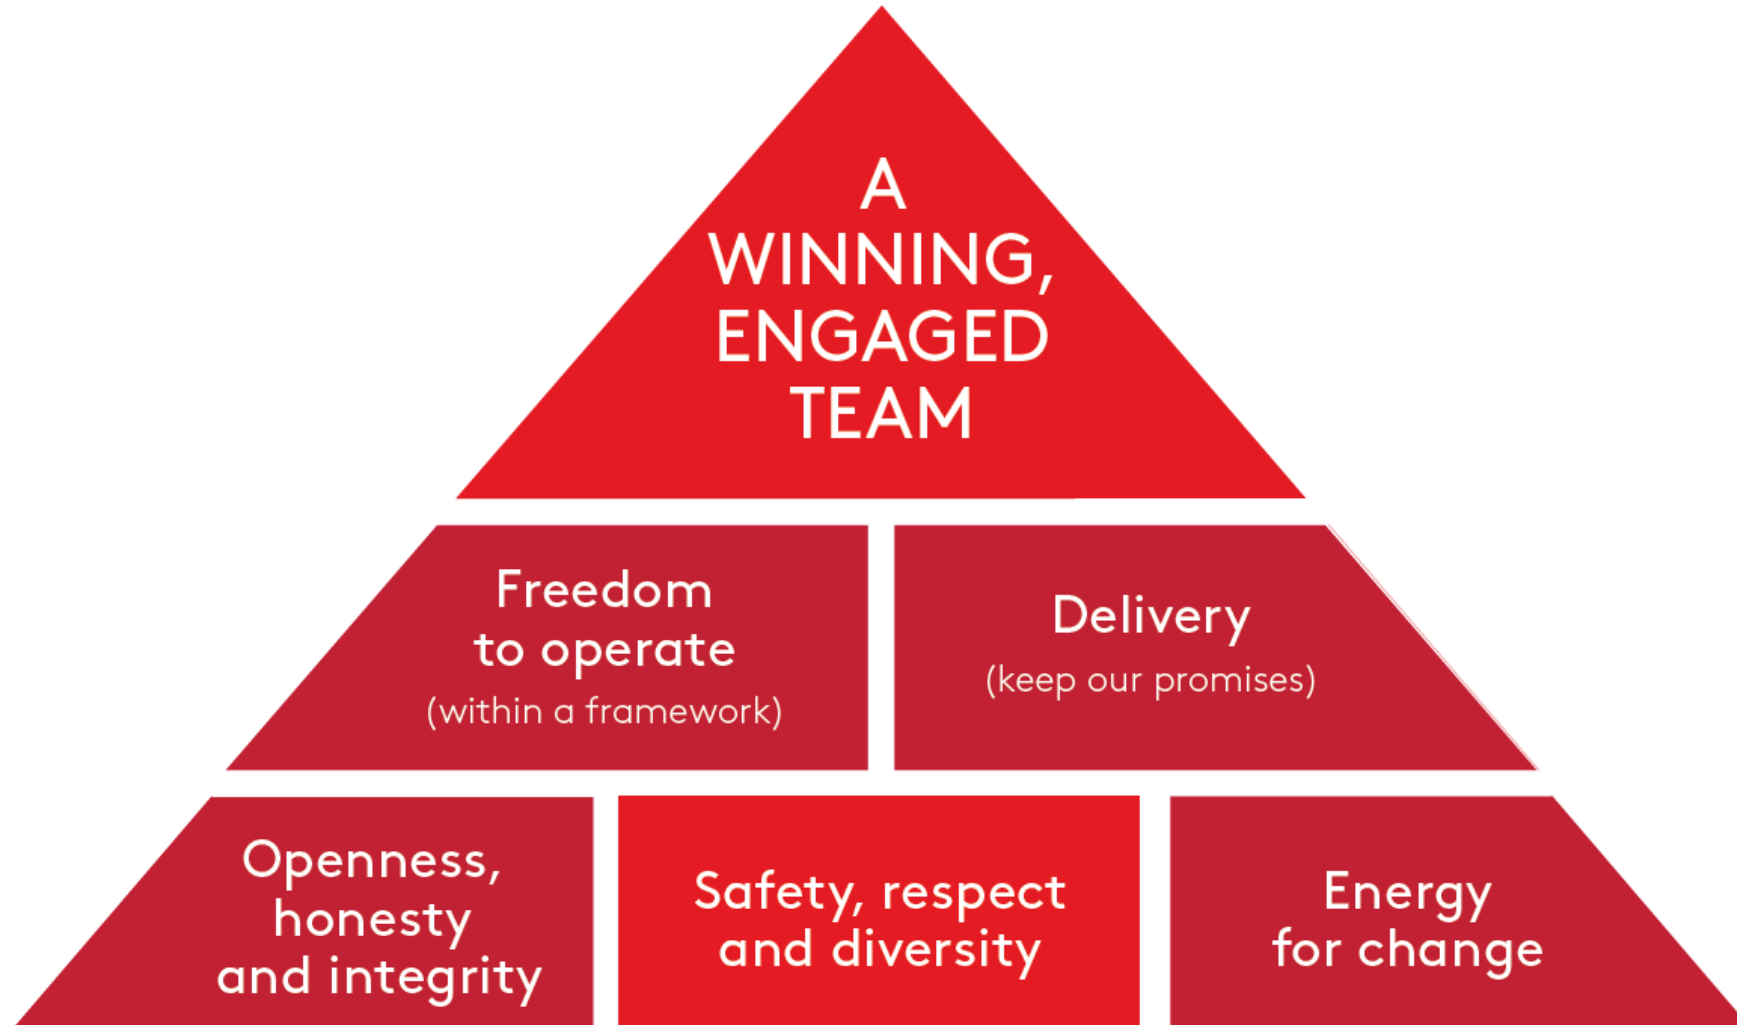 A
WINNING,
ENGAGED
TEAM
Freedom
to operate
(within a framework)
Delivery
(keep our promises)
Openness,
honesty
and integrity
Safety, respect
and diversity
Energy
for change